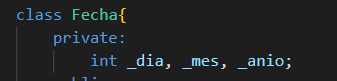 class Fecha{
private:
int _dia, _mes, _anio;